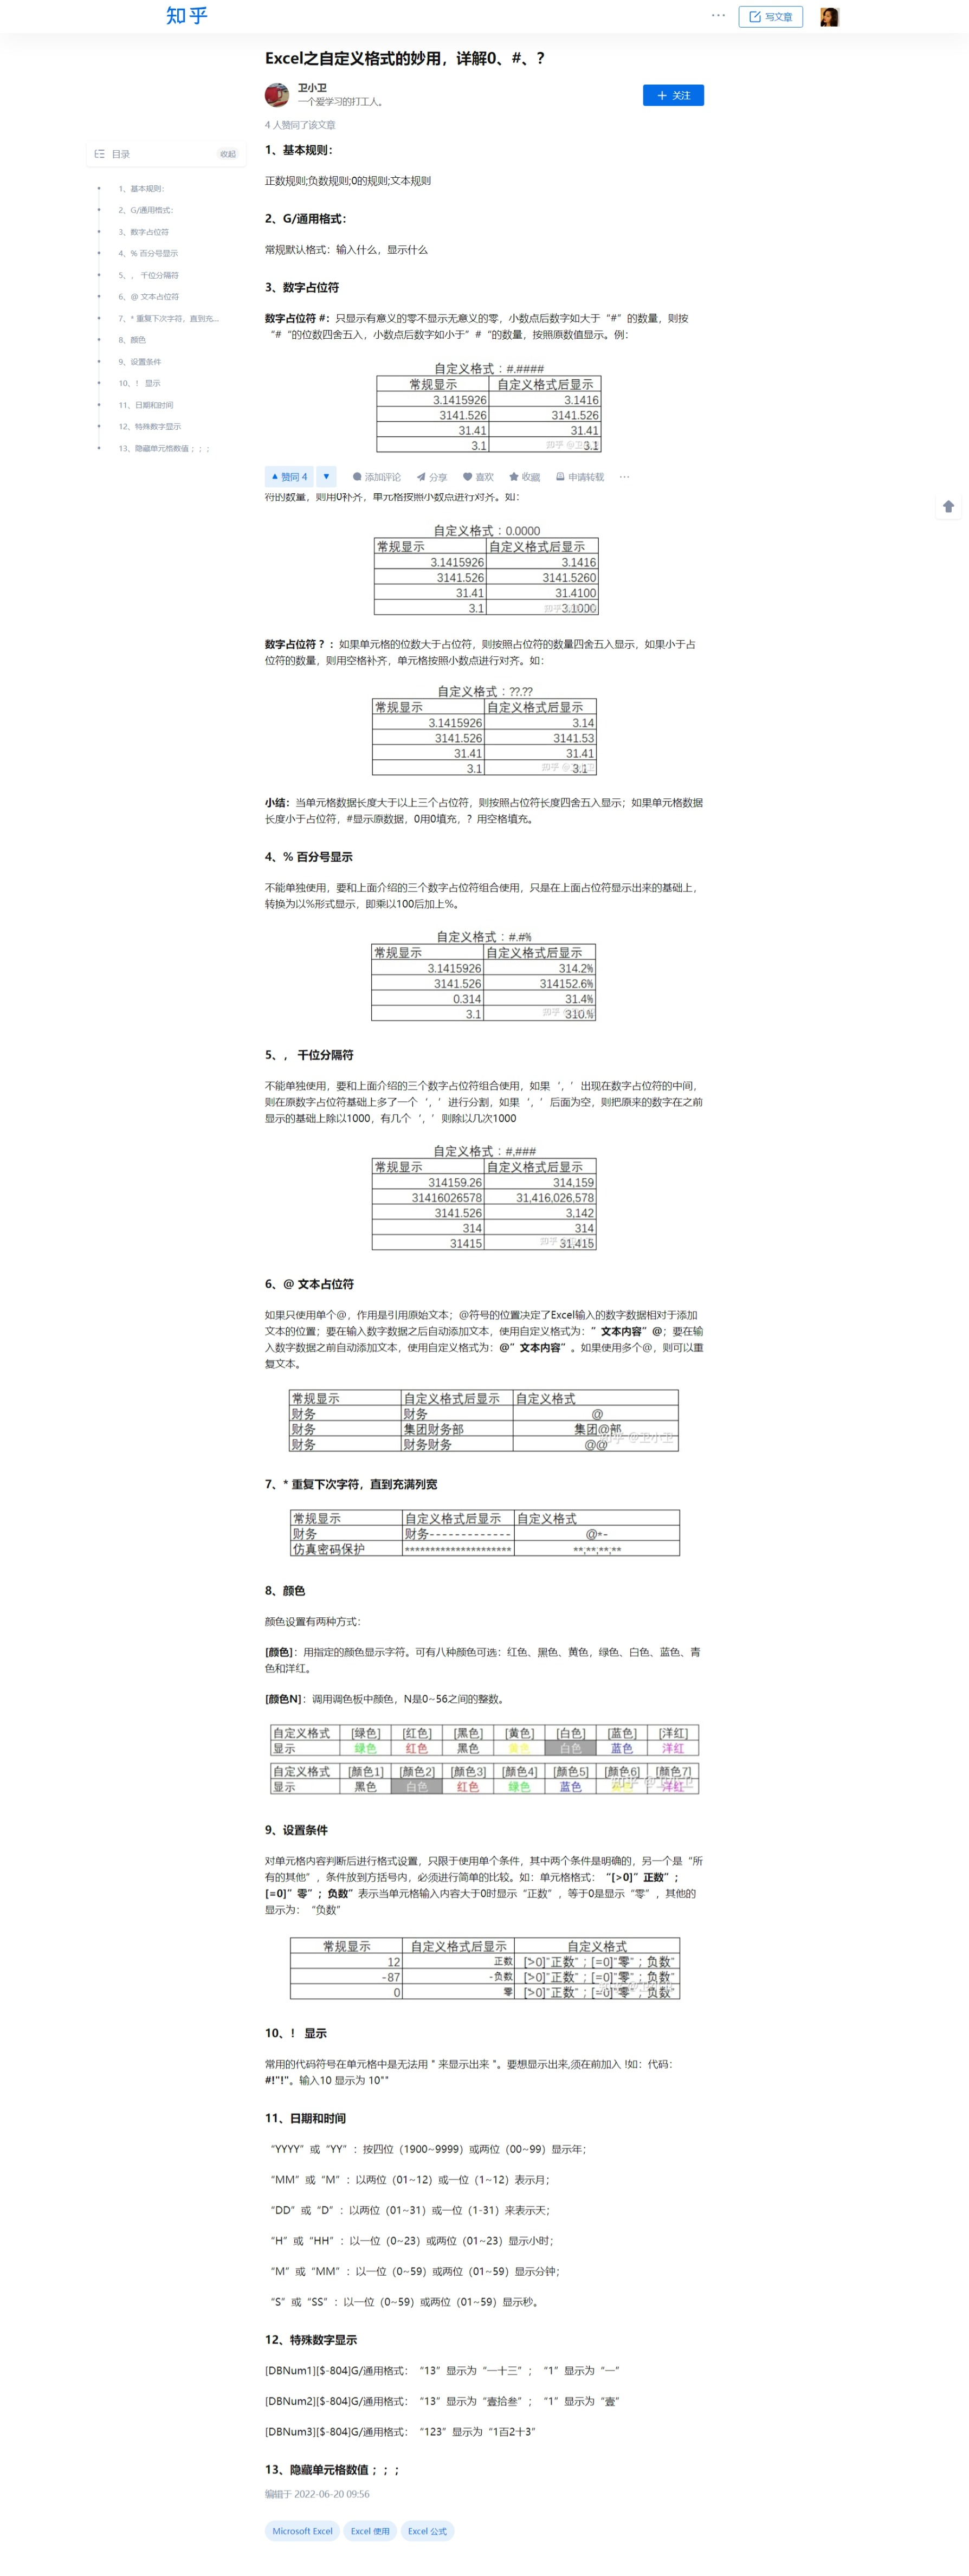 知乎
写文章
Excel之自定义格式的妙用，详解0、#、？
卫小卫
一个爱学习的打工人。
关注
4 人赞同了该文章
目录
收起
1、基本规则：
2、G/通用格式：
3、数字占位符
4、% 百分号显示
5、，千位分隔符
6、@ 文本占位符
7、* 重复下次字符，直到充...
8、颜色
9、设置条件
10、！ 显示
11、日期和时间
12、特殊数字显示
13、隐藏单元格数值；；；
1、基本规则：
正数规则;负数规则;0的规则;文本规则
2、G/通用格式：
常规默认格式：输入什么，显示什么
3、数字占位符
数字占位符 #：只显示有意义的零不显示无意义的零，小数点后数字如大于“#”的数量，则按
“#“的位数四舍五入，小数点后数字如小于”#“的数量，按照原数值显示。例：
自定义格式：#.####
常规显示 自定义格式后显示
3.1415926 3.1416
3141.526 3141.526
31.41 31.41
3.1 3.1
赞同 4 添加评论 分享 喜欢 收藏 申请转载 ···
符的数量，则用0补齐，单元格按照小数点进行对齐。如：
自定义格式：0.0000
常规显示 自定义格式后显示
3.1415926 3.1416
3141.526 3141.5260
31.41 31.4100
3.1 3.1000
数字占位符 ? ：如果单元格的位数大于占位符，则按照占位符的数量四舍五入显示，如果小于占
位符的数量，则用空格补齐，单元格按照小数点进行对齐。如：
自定义格式：??.??
常规显示 自定义格式后显示
3.1415926 3.14
3141.526 3141.53
31.41 31.41
3.1 3.1
小结：当单元格数据长度大于以上三个占位符，则按照占位符长度四舍五入显示；如果单元格数据
长度小于占位符，#显示原数据，0用0填充，？用空格填充。
4、% 百分号显示
不能单独使用，要和上面介绍的三个数字占位符组合使用，只是在上面占位符显示出来的基础上，
转换为以%形式显示，即乘以100后加上%。
自定义格式：#.#%
常规显示 自定义格式后显示
3.1415926 314.2%
3141.526 314152.6%
0.314 31.4%
3.1 310.%
5、，千位分隔符
不能单独使用，要和上面介绍的三个数字占位符组合使用，如果‘，’出现在数字占位符的中间，
则在原数字占位符基础上多了一个‘，’进行分割，如果‘，’后面为空，则把原来的数字在之前
显示的基础上除以1000，有几个‘，’则除以几次1000
自定义格式：#,###
常规显示 自定义格式后显示
314159.26 314,159
31416026578 31,416,026,578
3141.526 3,142
314 314
31415 31,415
6、@ 文本占位符
如果只使用单个@，作用是引用原始文本；@符号的位置决定了Excel输入的数字数据相对于添加
文本的位置；要在输入数字数据之后自动添加文本，使用自定义格式为：”文本内容”@；要在输
入数字数据之前自动添加文本，使用自定义格式为：@”文本内容”。如果使用多个@，则可以重
复文本。
常规显示 自定义格式后显示 自定义格式
财务 财务 @
财务 集团财务部 集团@部
财务 财务财务 @@
知乎 @卫小卫
7、* 重复下次字符，直到充满列宽
常规显示 自定义格式后显示 自定义格式
财务 财务------------- @*-
仿真密码保护 ********************* **;**;**;**
8、颜色
颜色设置有两种方式：
[颜色]：用指定的颜色显示字符。可有八种颜色可选：红色、黑色、黄色，绿色、白色、蓝色、青
色和洋红。
[颜色N]：调用调色板中颜色，N是0~56之间的整数。
自定义格式 [绿色] [红色] [黑色] [黄色] [白色] [蓝色] [洋红]
显示 绿色 红色 黑色 黄色 白色 蓝色 洋红
自定义格式 [颜色1] [颜色2] [颜色3] [颜色4] [颜色5] [颜色6] [颜色7]
显示 黑色 白色 红色 绿色 蓝色 黄色 洋红
9、设置条件
对单元格内容判断后进行格式设置，只限于使用单个条件，其中两个条件是明确的，另一个是“所
有的其他”，条件放到方括号内，必须进行简单的比较。如：单元格格式：“[>0]”正数”；
[=0]”零”；负数”表示当单元格输入内容大于0时显示“正数”，等于0是显示“零”，其他的
显示为：“负数”
常规显示 自定义格式后显示 自定义格式
12 正数 [>0]"正数"；[=0]"零"；负数"
-87 -负数 [>0]"正数"；[=0]"零"；负数"
0 零 [>0]"正数"；[=0]"零"；负数"
10、！ 显示
常用的代码符号在单元格中是无法用 " 来显示出来 "。要想显示出来,须在前加入 !如：代码：
#!"!"。输入10 显示为 10""
11、日期和时间
“YYYY”或“YY”：按四位（1900~9999）或两位（00~99）显示年；
“MM”或“M”：以两位（01~12）或一位（1~12）表示月；
“DD”或“D”：以两位（01~31）或一位（1-31）来表示天；
“H”或“HH”：以一位（0~23）或两位（01~23）显示小时；
“M”或“MM”：以一位（0~59）或两位（01~59）显示分钟；
“S”或“SS”：以一位（0~59）或两位（01~59）显示秒。
12、特殊数字显示
[DBNum1][$-804]G/通用格式：“13”显示为“一十三”；“1”显示为“一”
[DBNum2][$-804]G/通用格式：“13”显示为“壹拾叁”；“1”显示为“壹”
[DBNum3][$-804]G/通用格式：“123”显示为“1百2十3”
13、隐藏单元格数值；；；
编辑于 2022-06-20 09:56
Microsoft Excel Excel 使用 Excel 公式